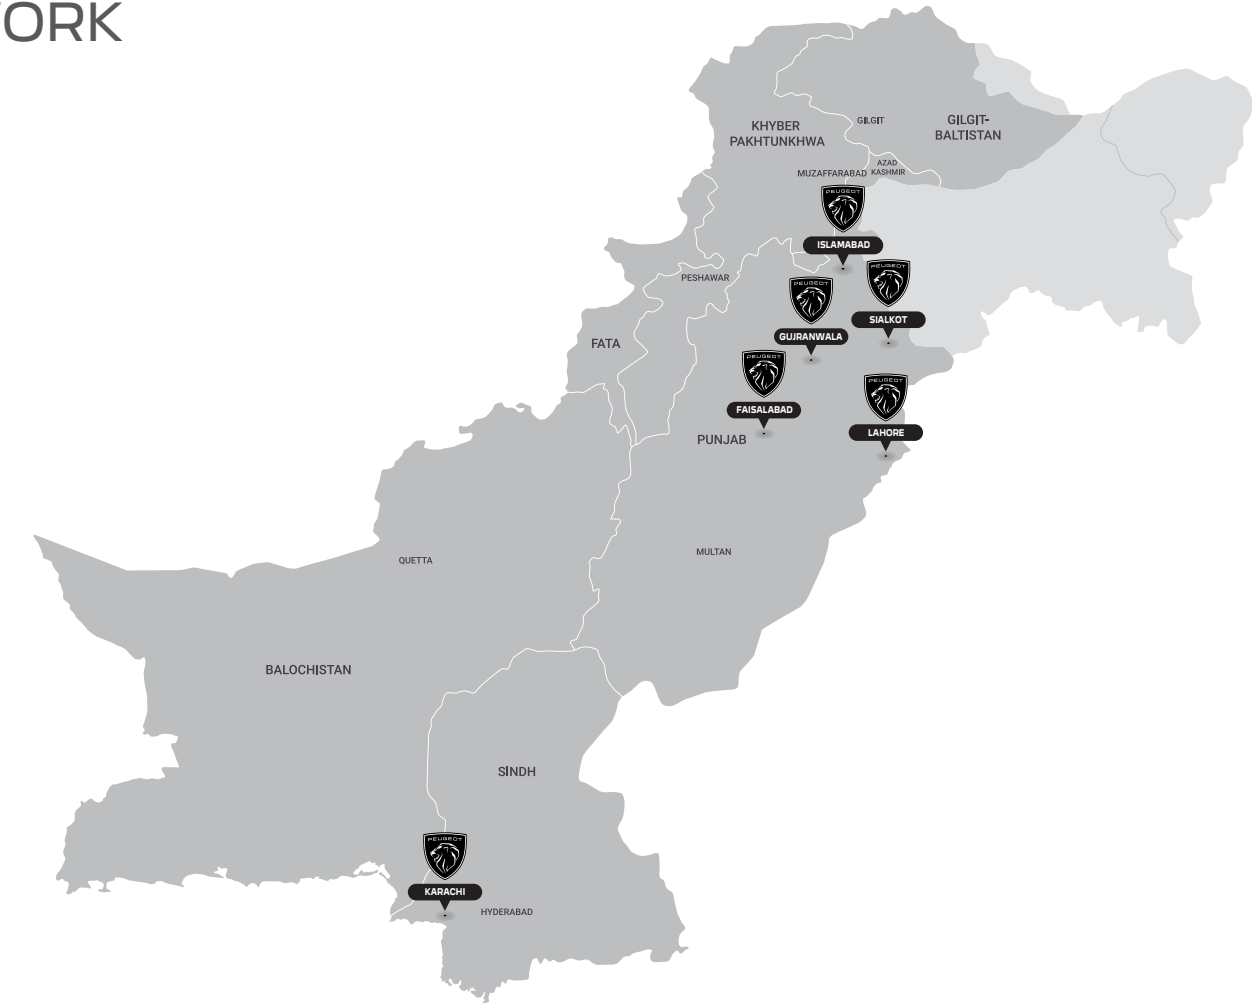 KHYBER
PAKHTUNKHWA
GILGIT
GILGIT-
BALTISTAN
MUZAFFARABAD
AZAD
KASHMIR
PEUGEOT
ISLAMABAD
PESHAWAR
PEUGEOT
SIALKOT
PEUGEOT
GUJRANWALA
FATA
PEUGEOT
FAISALABAD
PEUGEOT
LAHORE
PUNJAB
MULTAN
QUETTA
BALOCHISTAN
SINDH
PEUGEOT
KARACHI
HYDERABAD